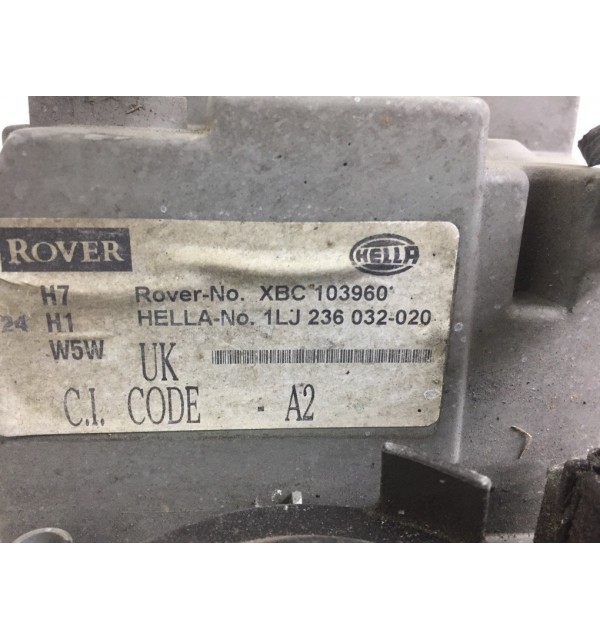 ROVER
HELLA
H7 Rover-No. XBC 103960
24 H1 HELLA-No. 1LJ 236 032-020
W5W UK
C.I. CODE - A2